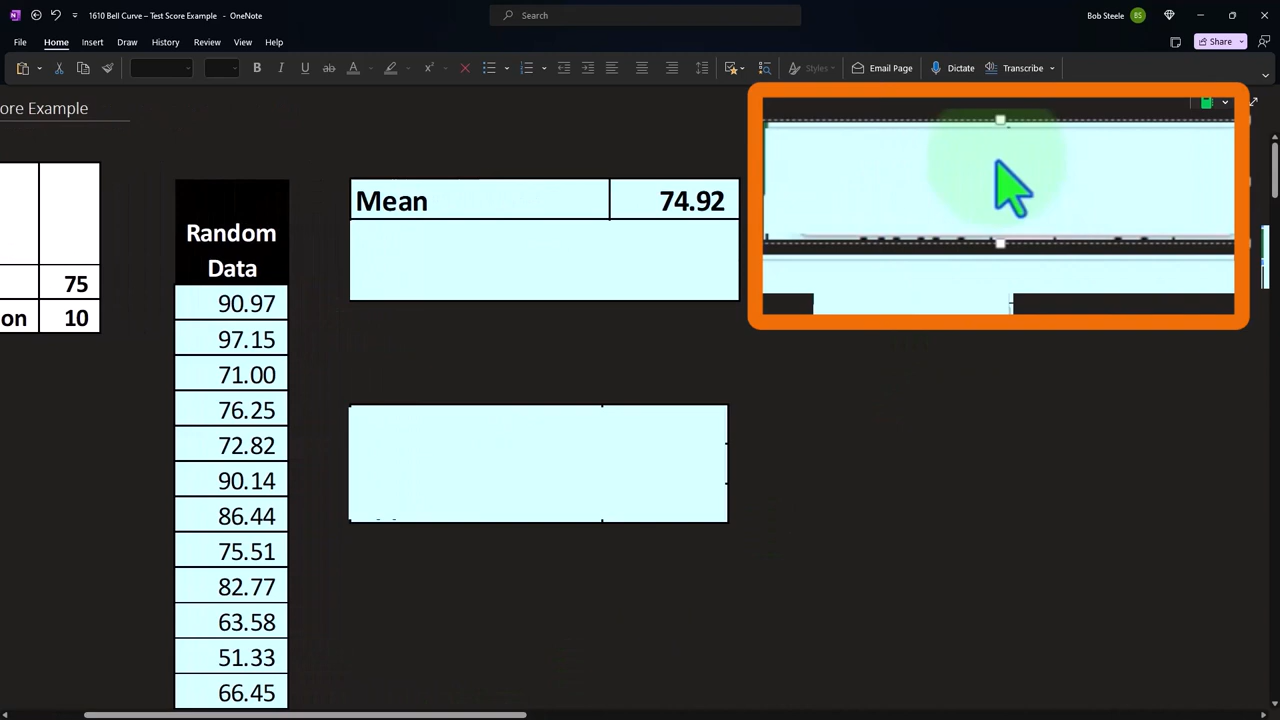 1610 Bell Curve – Test Score Example - OneNote
Search
Bob Steele
BS
File Home Insert Draw History Review View Help
Share
B I U ab A x Styles Email Page Dictate Transcribe
ore Example
Mean 74.92
Random
Data
75
on 10
90.97
97.15
71.00
76.25
72.82
90.14
86.44
75.51
82.77
63.58
51.33
66.45